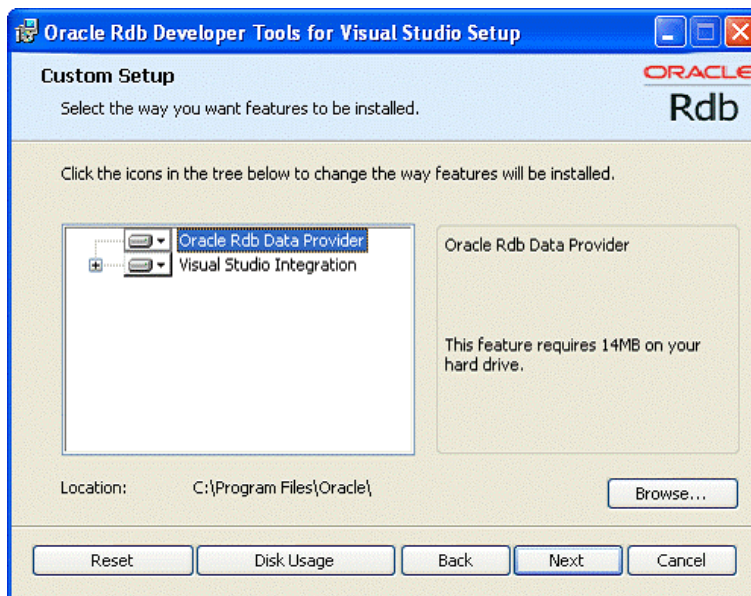 Oracle Rdb Developer Tools for Visual Studio Setup
Custom Setup
Select the way you want features to be installed.
ORACLE
Rdb
Click the icons in the tree below to change the way features will be installed.
Oracle Rdb Data Provider
Visual Studio Integration
Oracle Rdb Data Provider
This feature requires 14MB on your
hard drive.
Location: C:\Program Files\Oracle\
Browse...
Reset Disk Usage Back Next Cancel